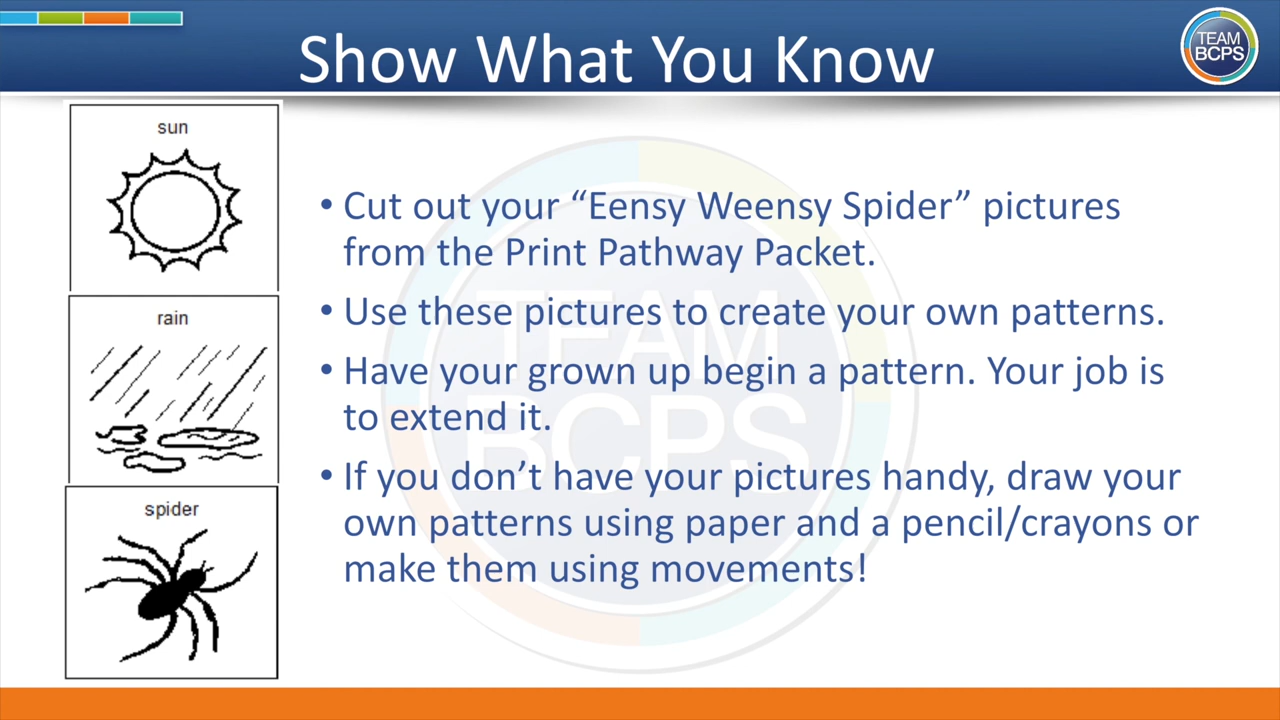 Show What You Know
TEAM
BCPS
sun
rain
spider
• Cut out your “Eensy Weensy Spider” pictures
from the Print Pathway Packet.
• Use these pictures to create your own patterns.
• Have your grown up begin a pattern. Your job is
to extend it.
• If you don’t have your pictures handy, draw your
own patterns using paper and a pencil/crayons or
make them using movements!
TEAM
BCPS